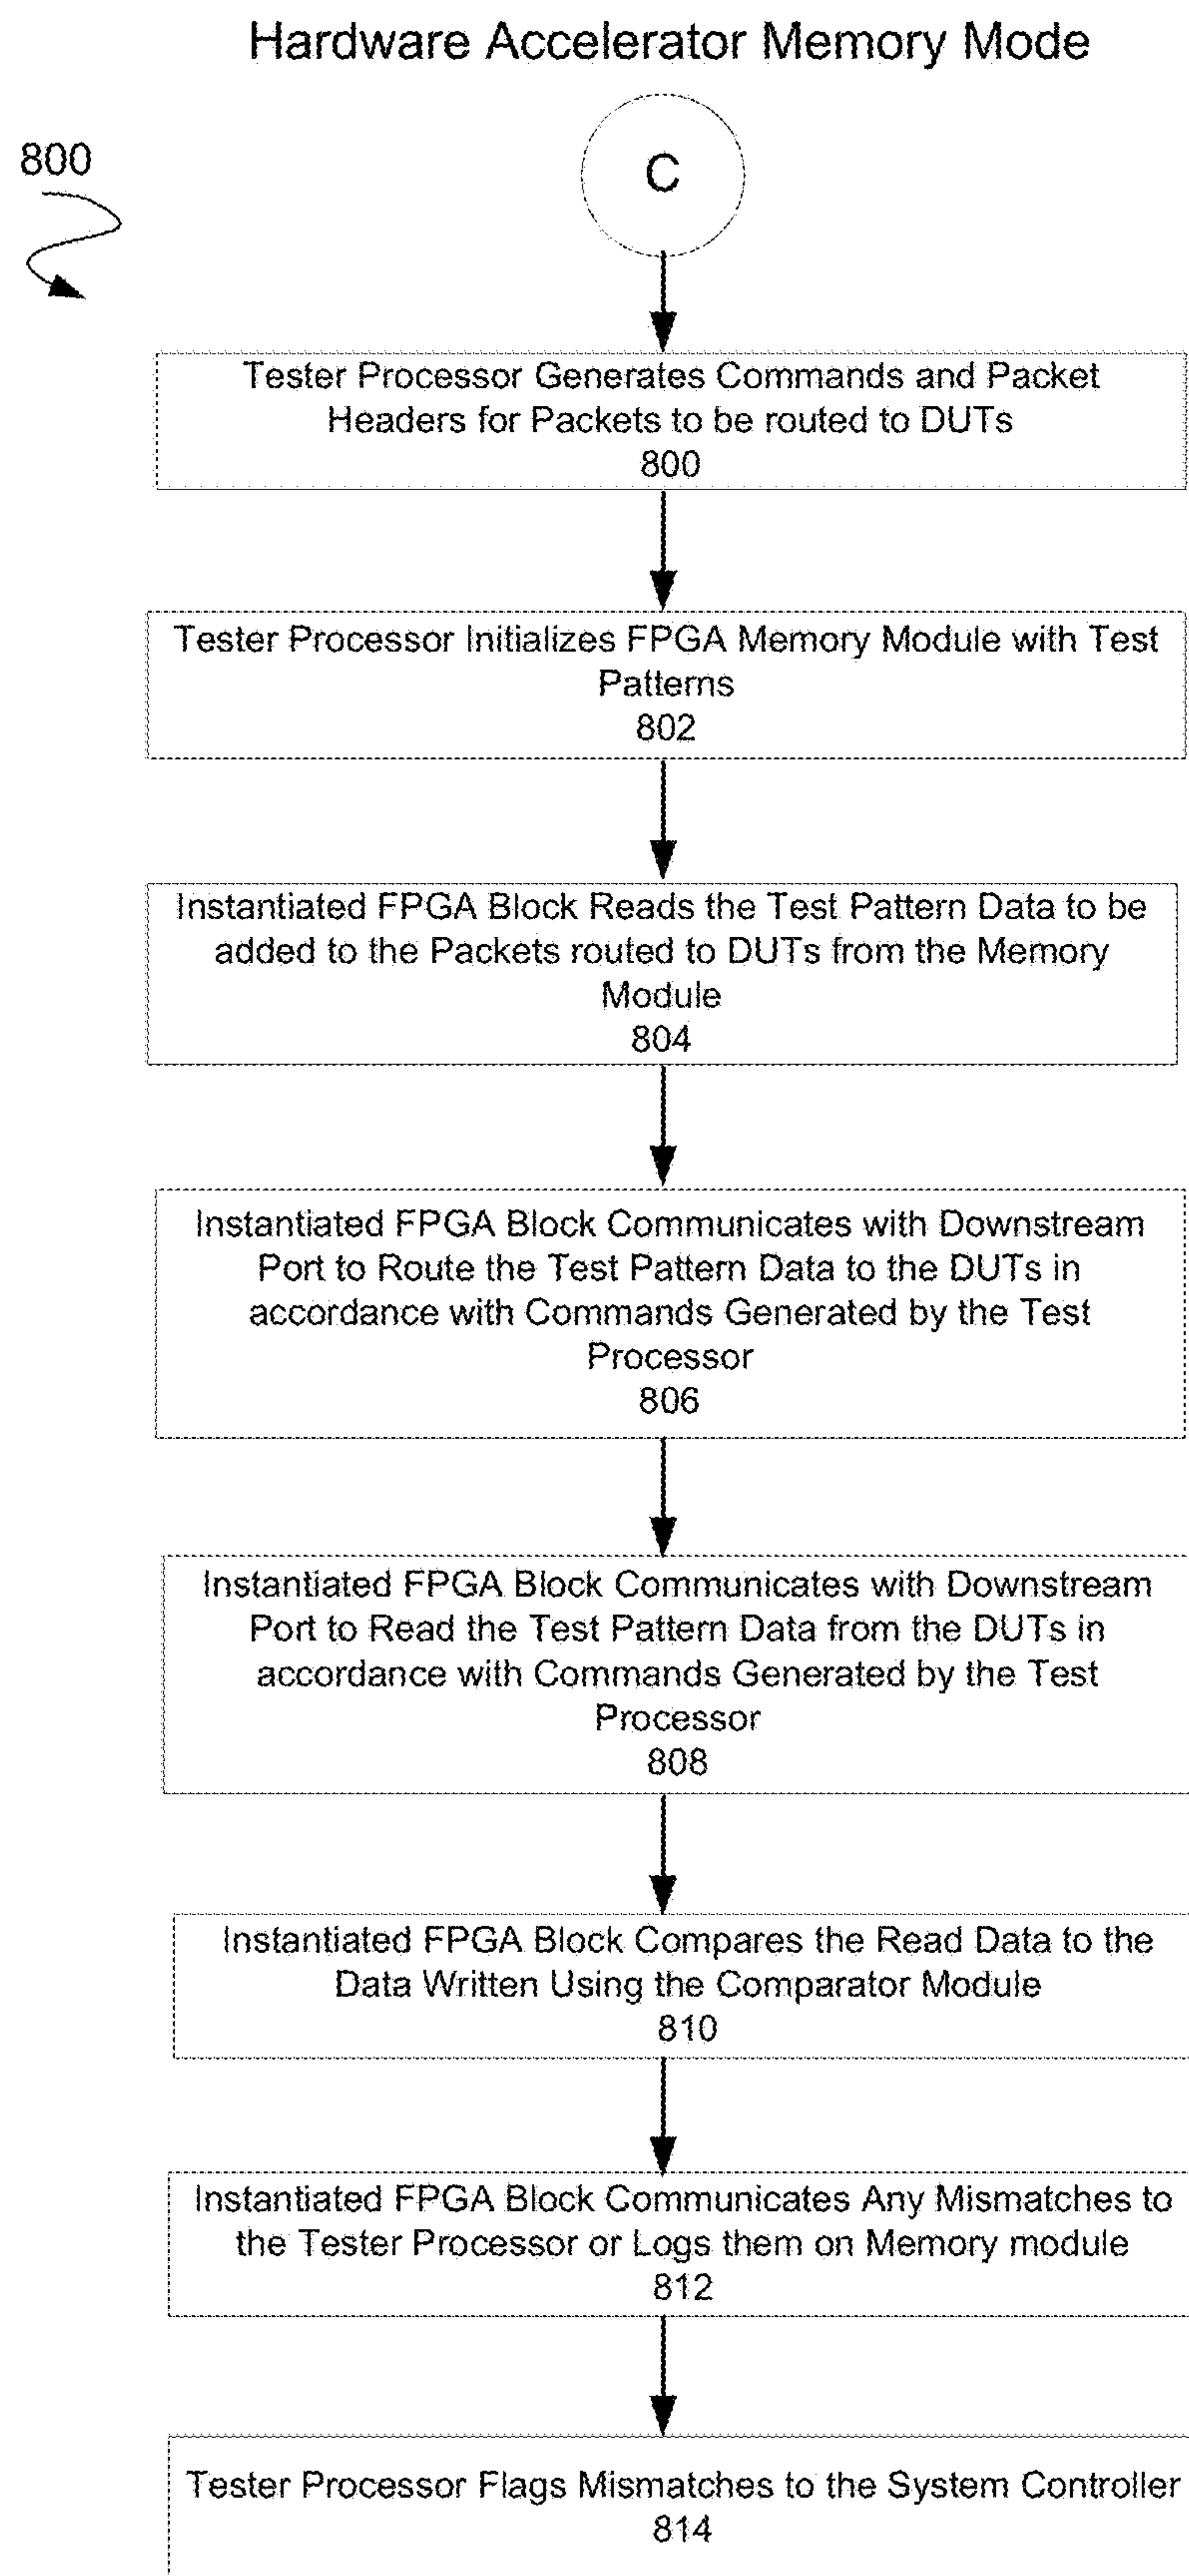 Hardware Accelerator Memory Mode
C
800
Tester Processor Generates Commands and Packet
Headers for Packets to be routed to DUTs
800
Tester Processor Initializes FPGA Memory Module with Test
Patterns
802
Instantiated FPGA Block Reads the Test Pattern Data to be
added to the Packets routed to DUTs from the Memory
Module
804
Instantiated FPGA Block Communicates with Downstream
Port to Route the Test Pattern Data to the DUTs in
accordance with Commands Generated by the Test
Processor
806
Instantiated FPGA Block Communicates with Downstream
Port to Read the Test Pattern Data from the DUTs in
accordance with Commands Generated by the Test
Processor
808
Instantiated FPGA Block Compares the Read Data to the
Data Written Using the Comparator Module
810
Instantiated FPGA Block Communicates Any Mismatches to
the Tester Processor or Logs them on Memory module
812
Tester Processor Flags Mismatches to the System Controller
814